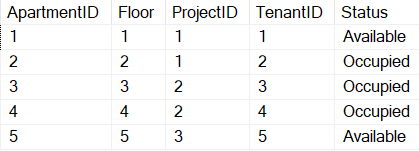 ApartmentID Floor ProjectID TenantID Status
1 1 1 1 Available
2 2 1 2 Occupied
3 3 2 3 Occupied
4 4 2 4 Occupied
5 5 3 5 Available